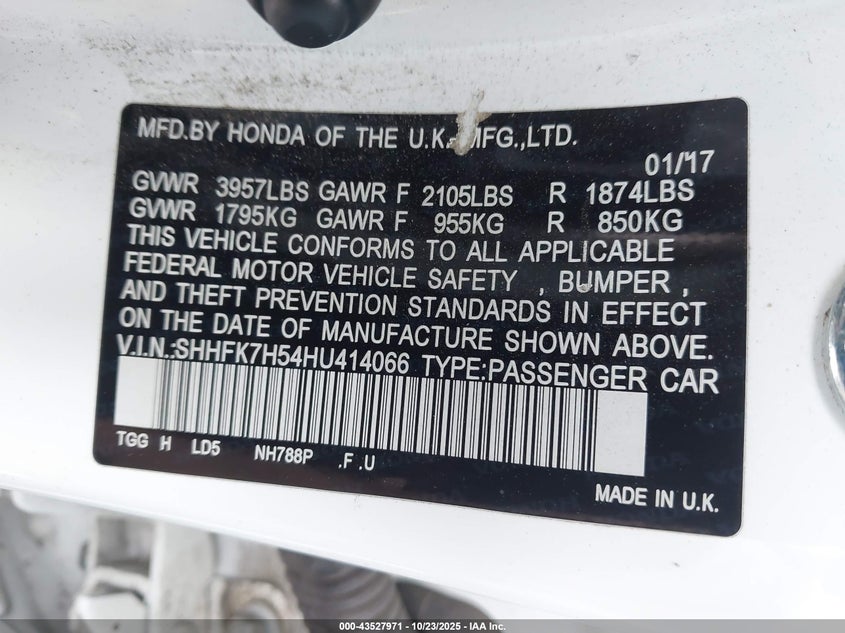 MFD.BY HONDA OF THE U.K. MFG.,LTD.
01/17
GVWR 3957LBS GAWR F 2105LBS R 1874LBS
GVWR 1795KG GAWR F 955KG R 850KG
THIS VEHICLE CONFORMS TO ALL APPLICABLE
FEDERAL MOTOR VEHICLE SAFETY , BUMPER ,
AND THEFT PREVENTION STANDARDS IN EFFECT
ON THE DATE OF MANUFACTURE SHOWN ABOVE.
V.I.N.:SHHFK7H54HU414066 TYPE:PASSENGER CAR
TGG H LD5 NH788P .F .U
MADE IN U.K.
000-43527971 - 10/23/2025 - IAA Inc.